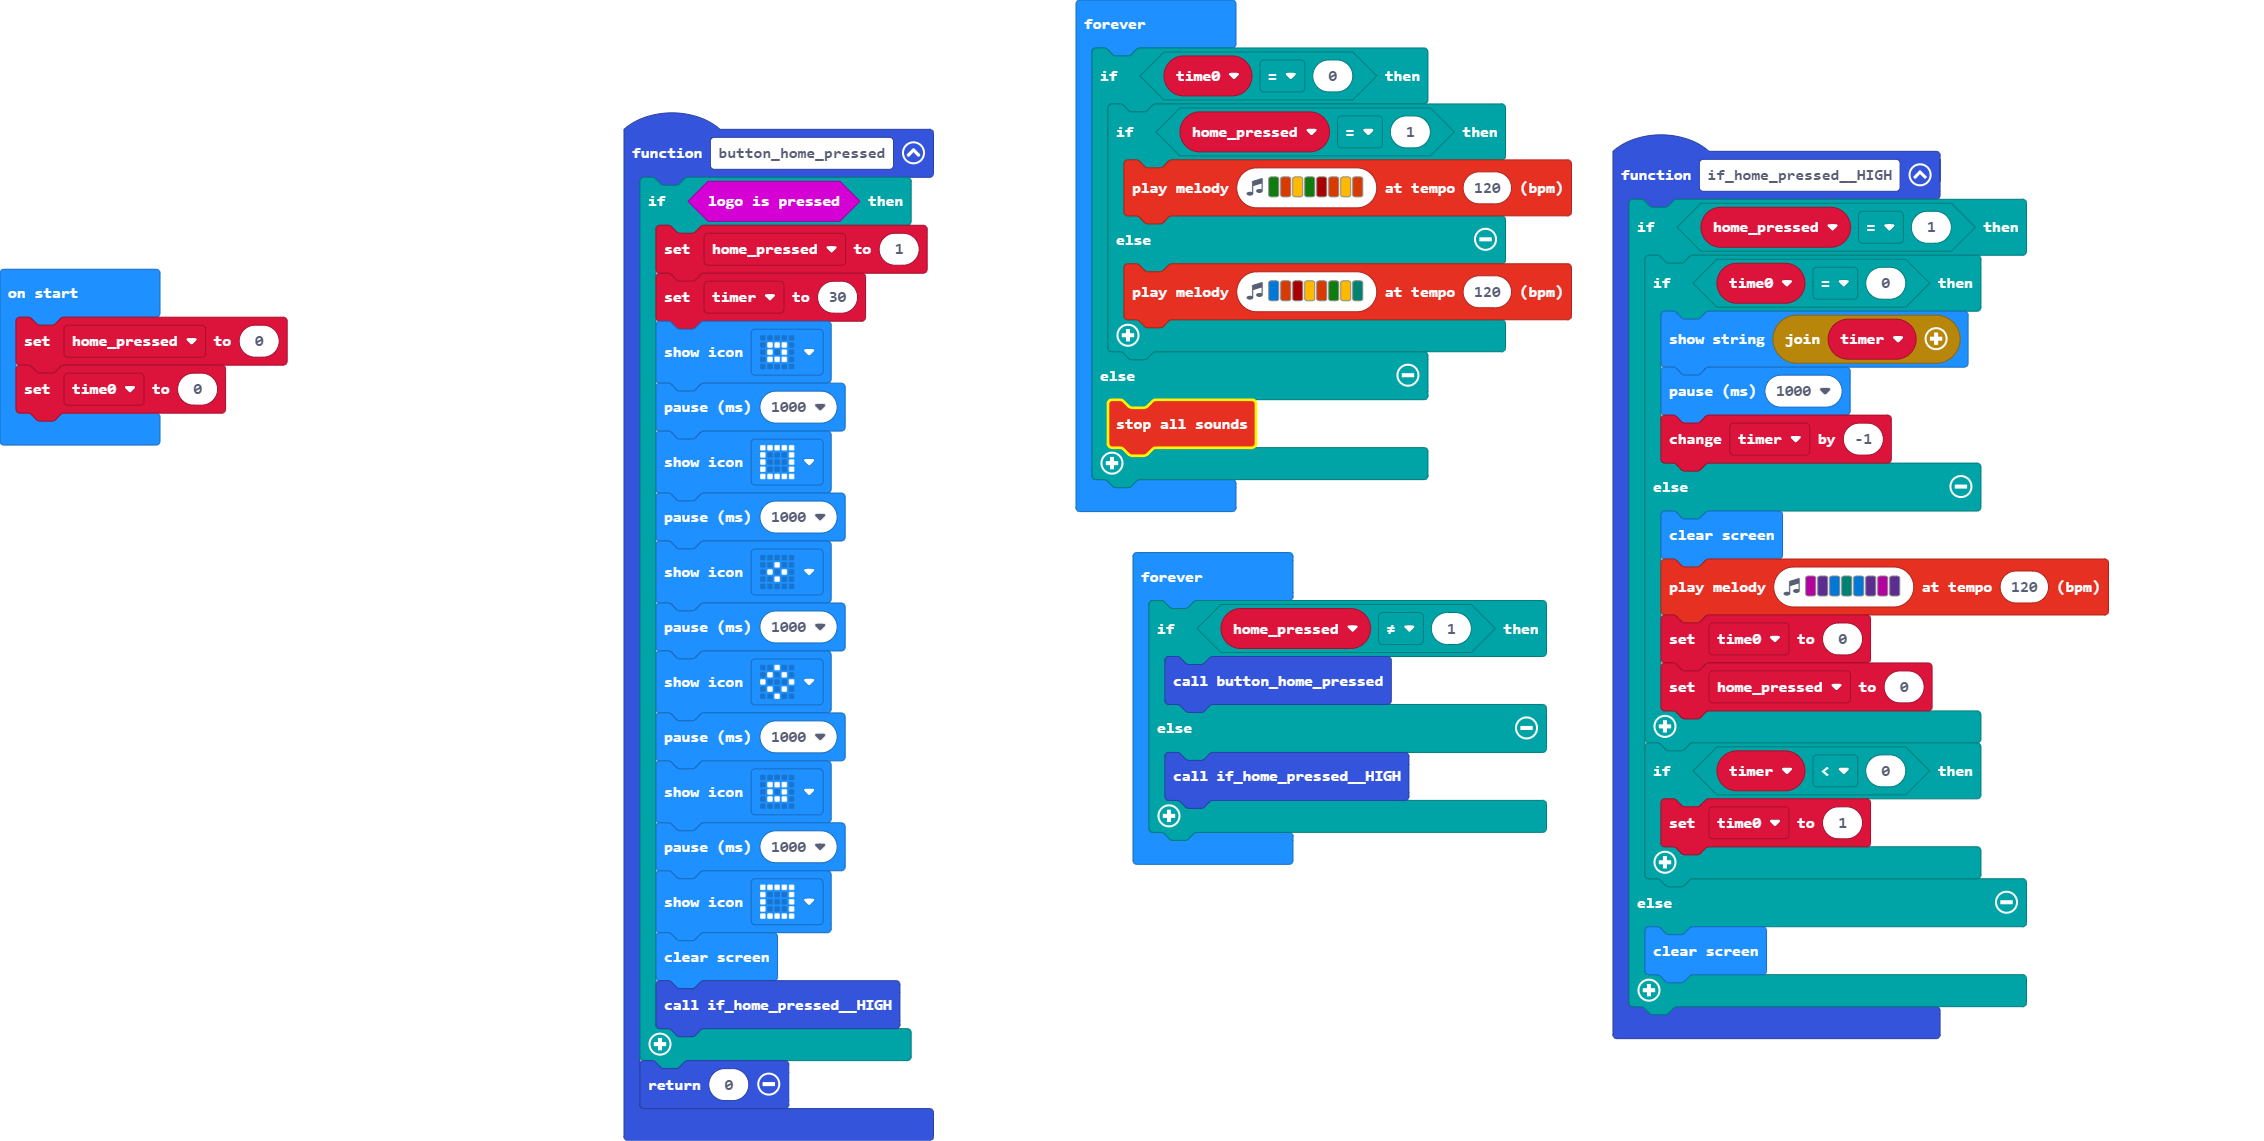 on start
set home_pressed to 0
set time0 to 0
function button_home_pressed
if logo is pressed then
set home_pressed to 1
set timer to 30
show icon
pause (ms) 1000
show icon
pause (ms) 1000
show icon
pause (ms) 1000
show icon
pause (ms) 1000
show icon
pause (ms) 1000
show icon
clear screen
call if_home_pressed__HIGH
return 0
forever
if time0 = 0 then
if home_pressed = 1 then
play melody at tempo 120 (bpm)
else
play melody at tempo 120 (bpm)
else
stop all sounds
forever
if home_pressed ≠ 1 then
call button_home_pressed
else
call if_home_pressed__HIGH
function if_home_pressed__HIGH
if home_pressed = 1 then
if time0 = 0 then
show string join timer
pause (ms) 1000
change timer by -1
else
clear screen
play melody at tempo 120 (bpm)
set time0 to 0
set home_pressed to 0
if timer < 0 then
set time0 to 1
else
clear screen